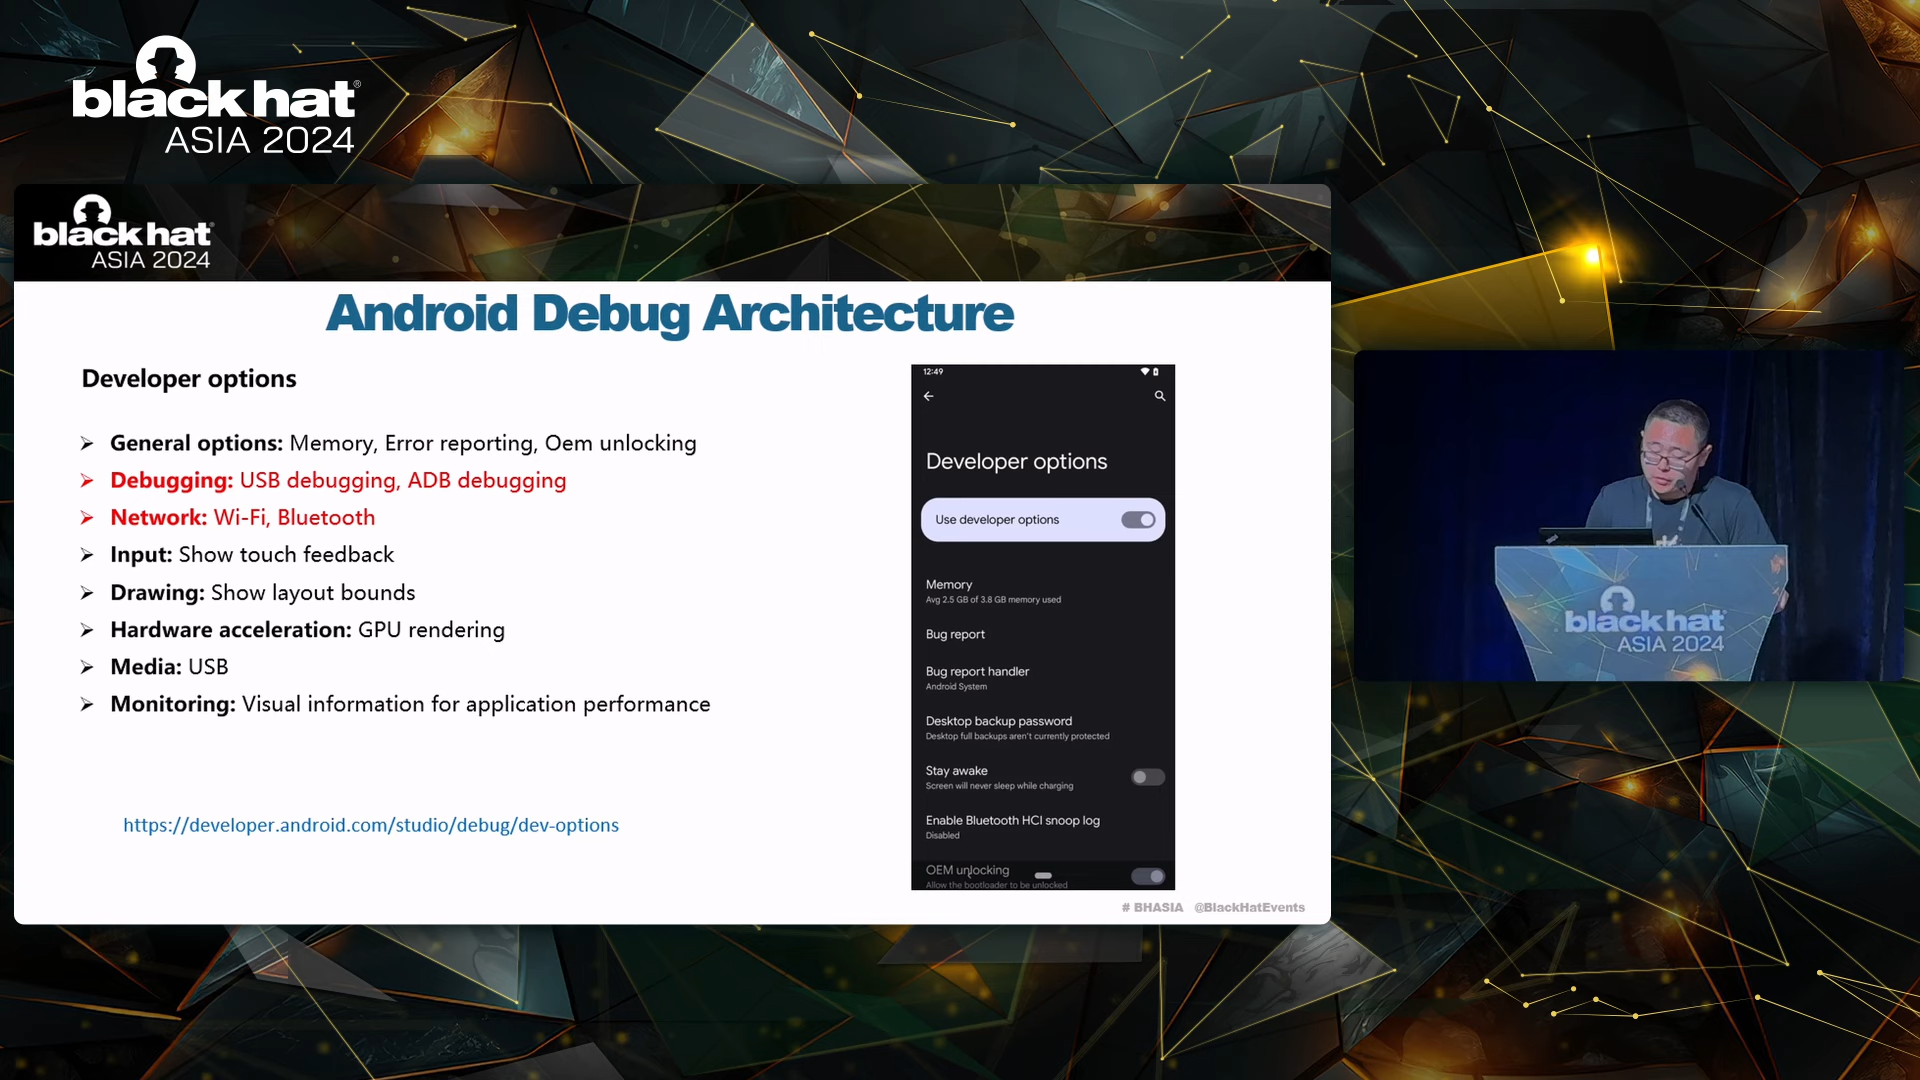 black hat®
ASIA 2024
black hat
ASIA 2024
Android Debug Architecture
Developer options
General options: Memory, Error reporting, Oem unlocking
Debugging: USB debugging, ADB debugging
Network: Wi-Fi, Bluetooth
Input: Show touch feedback
Drawing: Show layout bounds
Hardware acceleration: GPU rendering
Media: USB
Monitoring: Visual information for application performance
https://developer.android.com/studio/debug/dev-options
12:49
Developer options
Use developer options
Memory
Avg 2.5 GB of 3.8 GB memory used
Bug report
Bug report handler
Android System
Desktop backup password
Desktop full backups aren't currently protected
Stay awake
Screen will never sleep while charging
Enable Bluetooth HCI snoop log
Disabled
OEM unlocking
Allow the bootloader to be unlocked
# BHASIA @BlackHatEvents
black hat
ASIA 2024